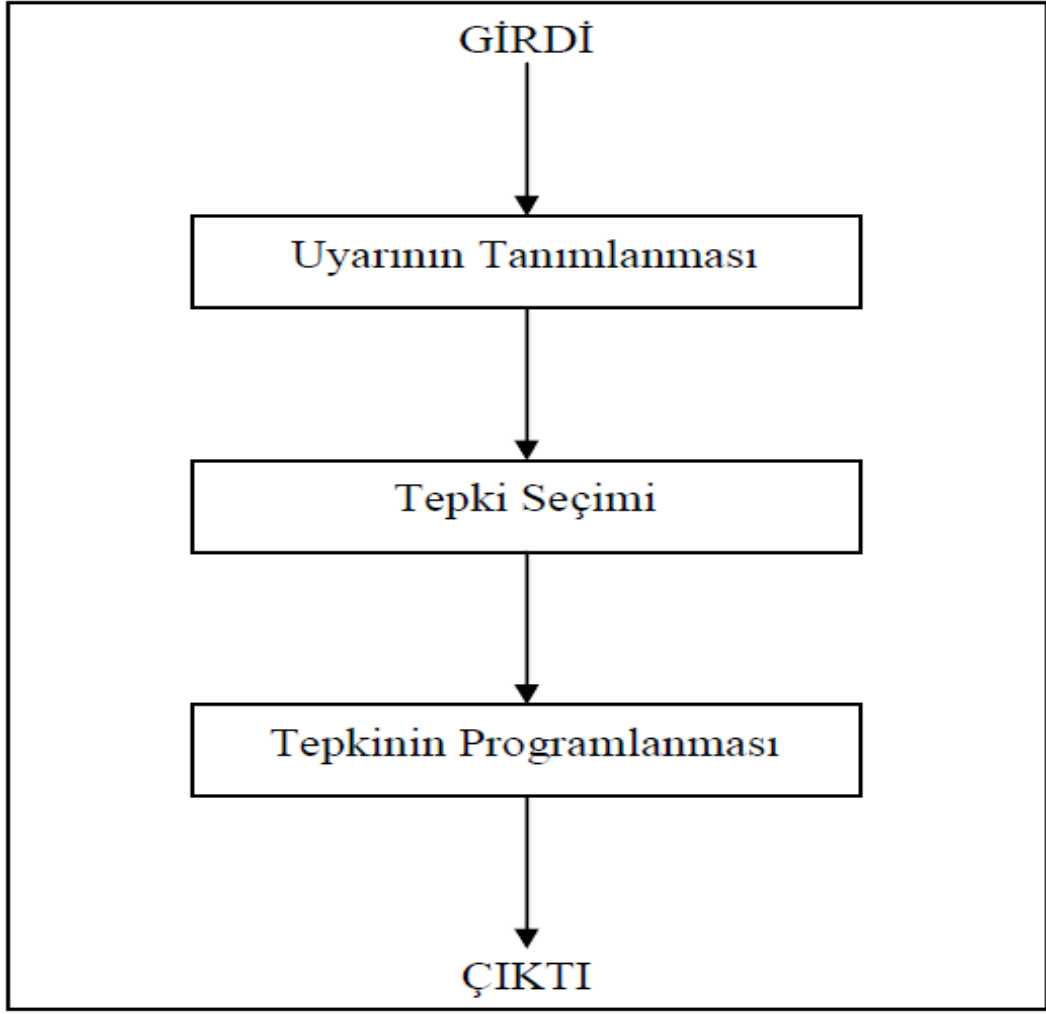 GİRDİ
Uyarının Tanımlanması
Tepki Seçimi
Tepkinin Programlanması
ÇIKTI